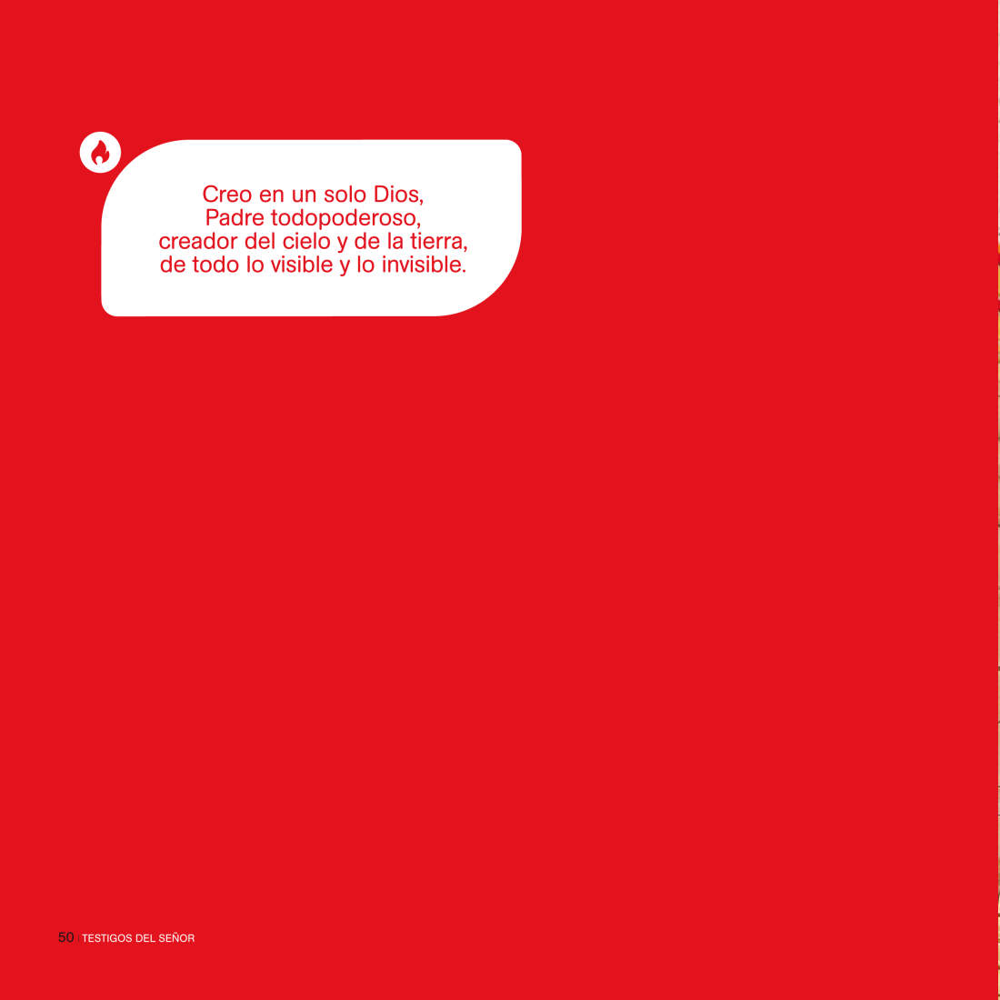 Creo en un solo Dios,
Padre todopoderoso,
creador del cielo y de la tierra,
de todo lo visible y lo invisible.
50 | TESTIGOS DEL SEÑOR